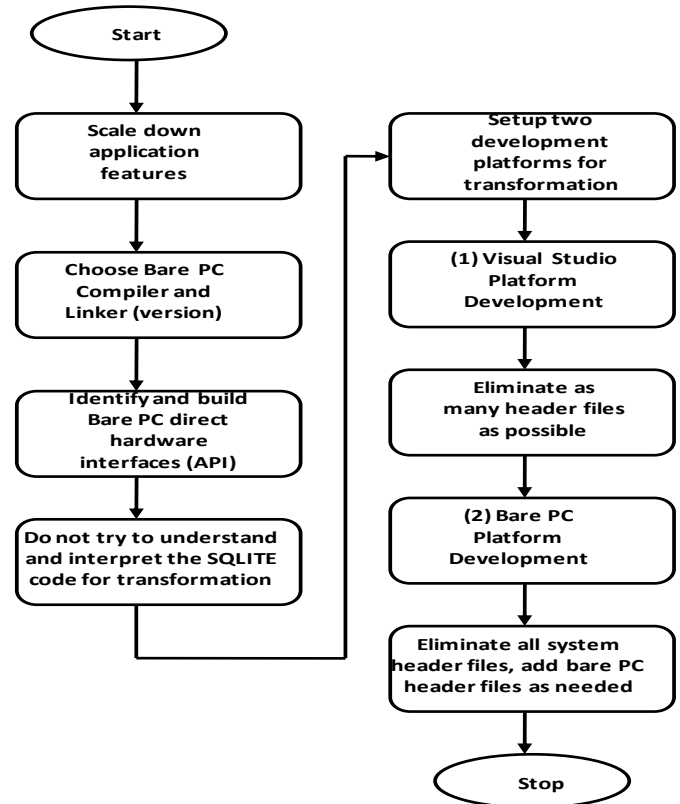 Start
Scale down
application
features
Choose Bare PC
Compiler and
Linker (version)
Identify and build
Bare PC direct
hardware
interfaces (API)
Do not try to understand
and interpret the SQLITE
code for transformation
Setup two
development
platforms for
transformation
(1) Visual Studio
Platform
Development
Eliminate as
many header files
as possible
(2) Bare PC
Platform
Development
Eliminate all system
header files, add bare PC
header files as needed
Stop